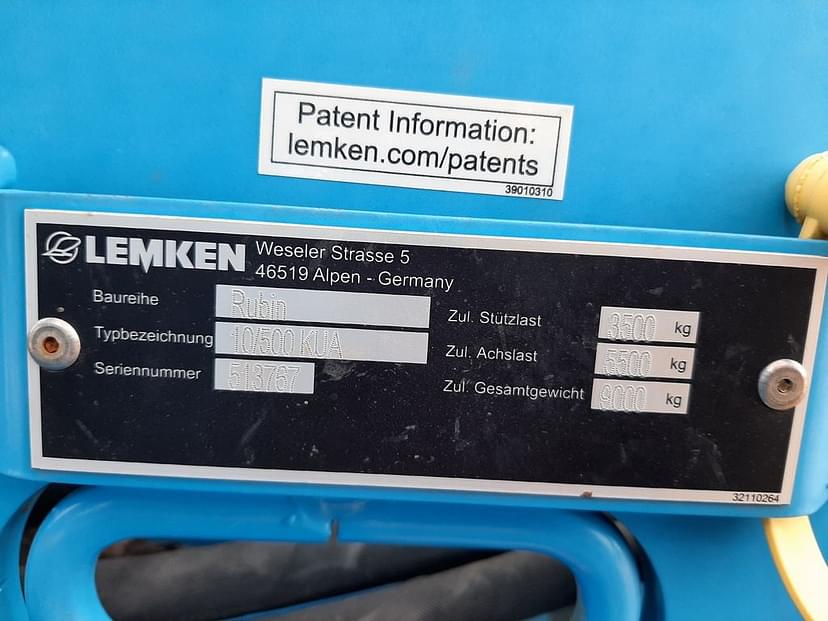 Patent Information:
lemken.com/patents
39010310
LEMKEN
Weseler Strasse 5
46519 Alpen - Germany
Baureihe Rubin
Typbezeichnung 10/500 KUA
Seriennummer 513767
Zul. Stützlast 3500 kg
Zul. Achslast 5500 kg
Zul. Gesamtgewicht 9000 kg
32110264